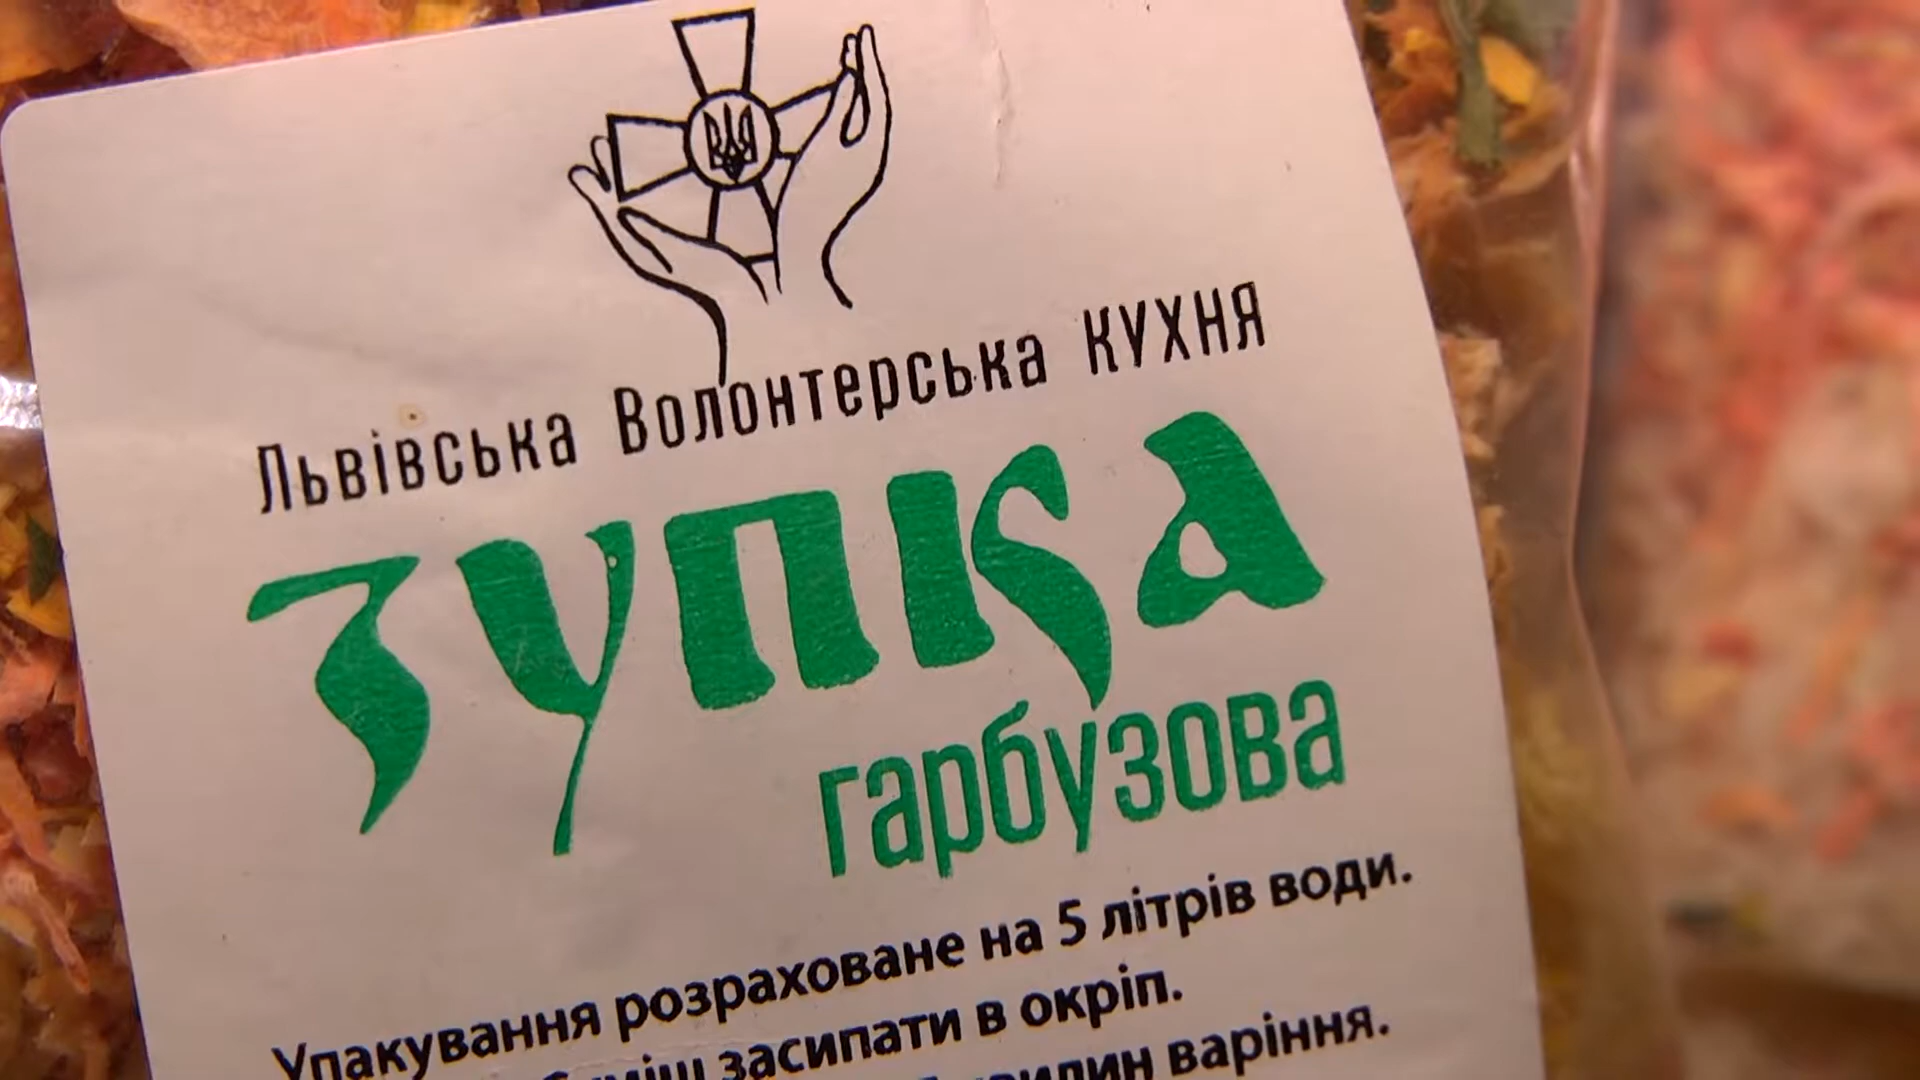 Львівська Волонтерська КУХНЯ
ЗУПКА
гарбузова
Упакування розраховане на 5 літрів води.
засипати в окріп.
варіння.